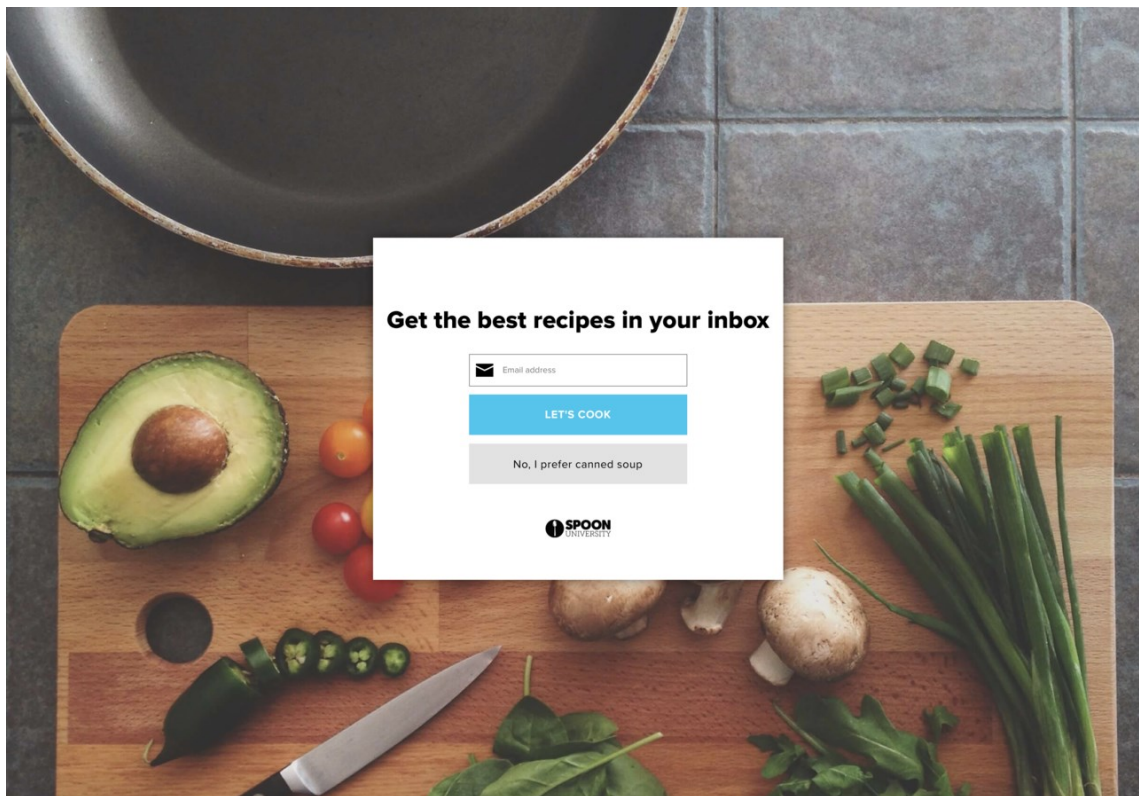 Get the best recipes in your inbox
Email address
LET'S COOK
No, I prefer canned soup
SPOON
UNIVERSITY